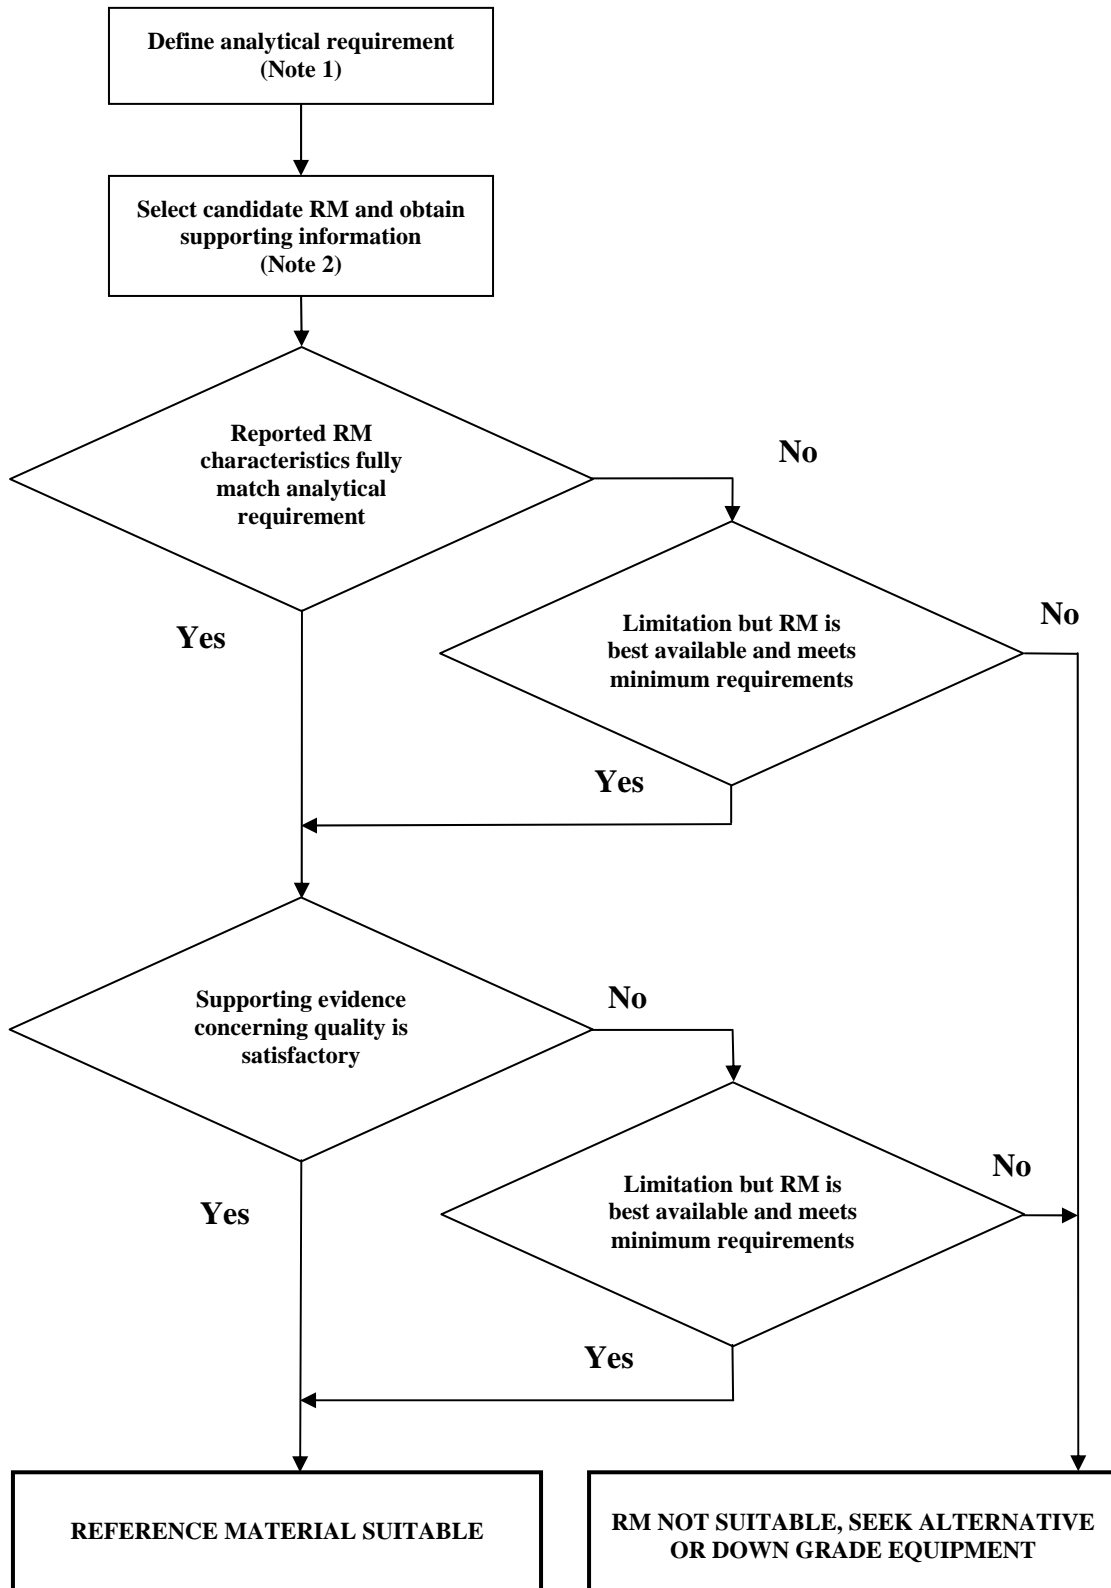 Define analytical requirement
(Note 1)
Select candidate RM and obtain
supporting information
(Note 2)
Reported RM
characteristics fully
match analytical
requirement
No
Yes
Limitation but RM is
best available and meets
minimum requirements
No
Yes
Supporting evidence
concerning quality is
satisfactory
No
Yes
Limitation but RM is
best available and meets
minimum requirements
No
Yes
REFERENCE MATERIAL SUITABLE
RM NOT SUITABLE, SEEK ALTERNATIVE
OR DOWN GRADE EQUIPMENT